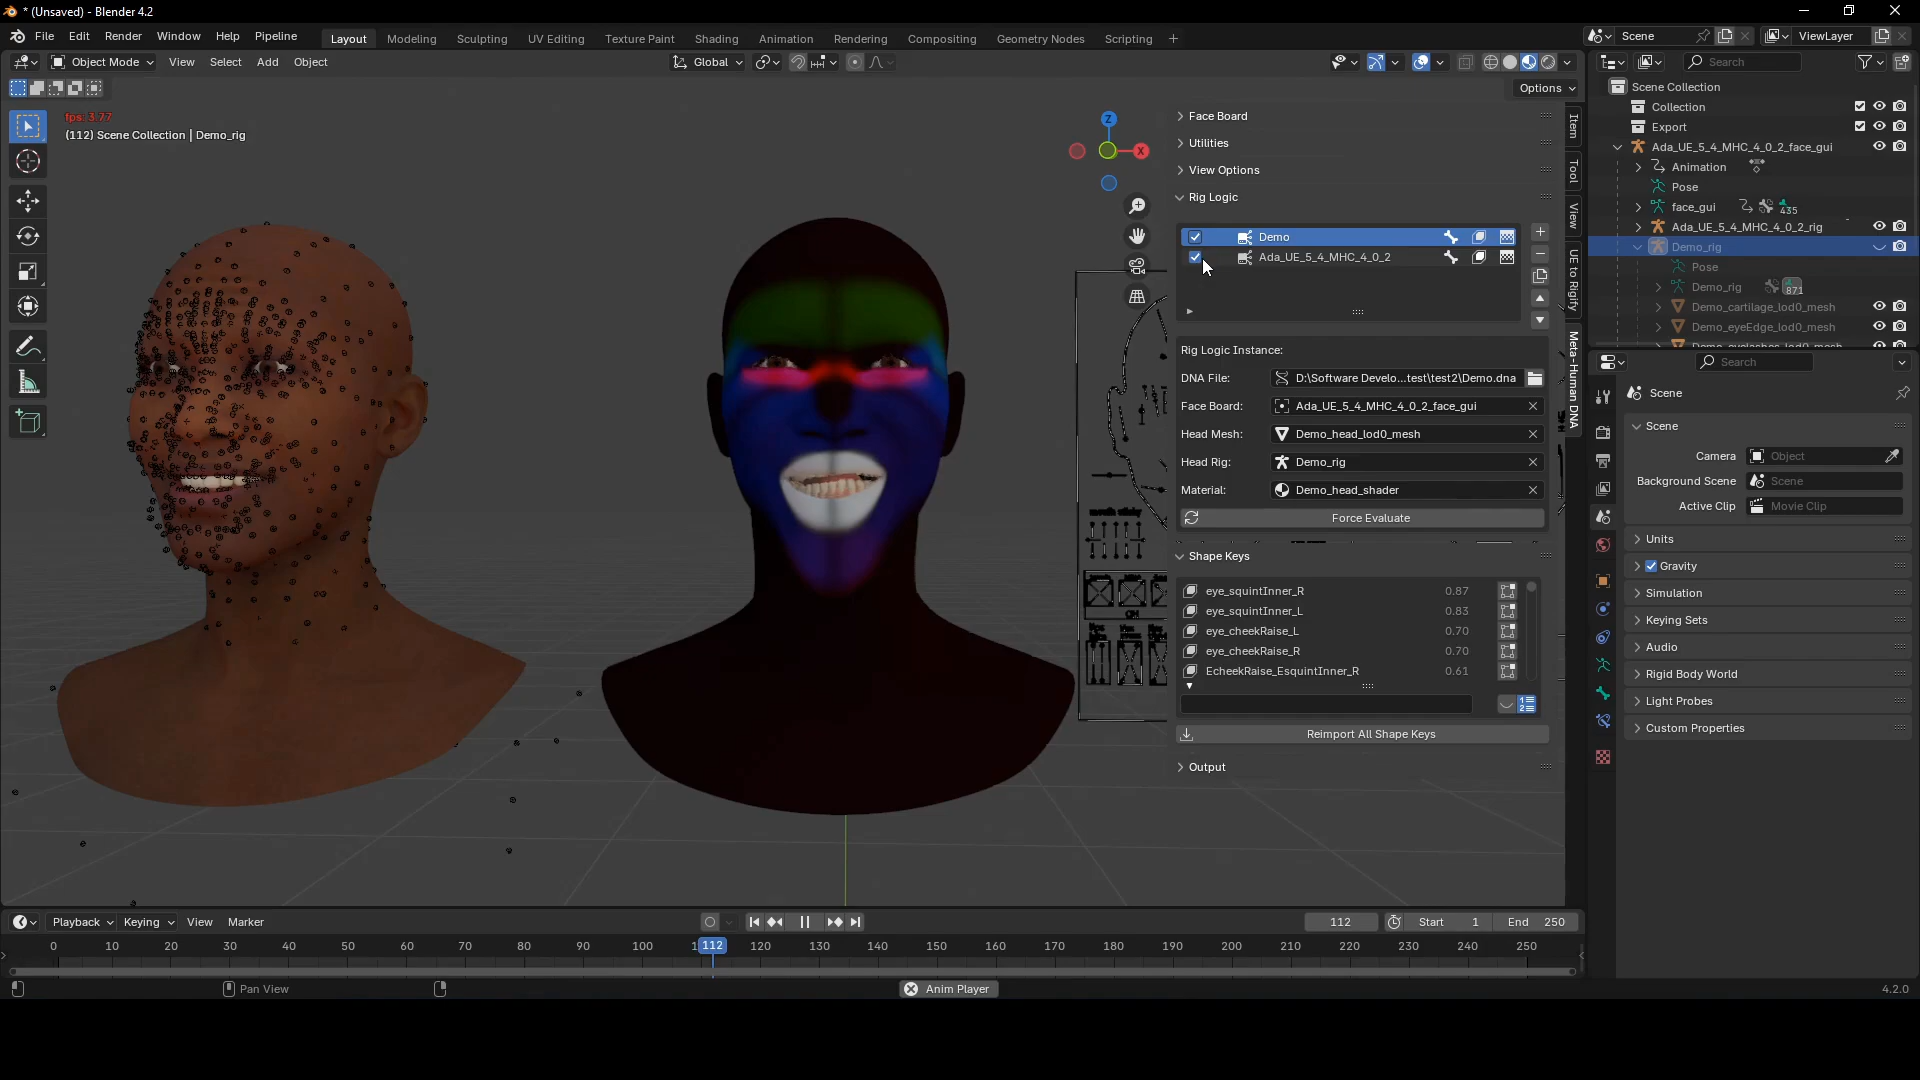 * (Unsaved) - Blender 4.2
File Edit Render Window Help Pipeline
Layout Modeling Sculpting UV Editing Texture Paint Shading Animation Rendering Compositing Geometry Nodes Scripting +
Scene
ViewLayer
Object Mode View Select Add Object
Global
Options
fps: 3.77
(112) Scene Collection | Demo_rig
Z
X
Face Board
Utilities
View Options
Rig Logic
Demo
Ada_UE_5_4_MHC_4_0_2
Rig Logic Instance:
DNA File: D:\Software Develo...test\test2\Demo.dna
Face Board: Ada_UE_5_4_MHC_4_0_2_face_gui
Head Mesh: Demo_head_lod0_mesh
Head Rig: Demo_rig
Material: Demo_head_shader
Force Evaluate
Shape Keys
eye_squintInner_R 0.87
eye_squintInner_L 0.83
eye_cheekRaise_L 0.70
eye_cheekRaise_R 0.70
EcheekRaise_EsquintInner_R 0.61
Reimport All Shape Keys
Output
Item
Tool
View
UE to Rigify
Meta-Human DNA
Search
Scene Collection
Collection
Export
Ada_UE_5_4_MHC_4_0_2_face_gui
Animation
Pose
face_gui 435
Ada_UE_5_4_MHC_4_0_2_rig
Demo_rig
Pose
Demo_rig 871
Demo_cartilage_lod0_mesh
Demo_eyeEdge_lod0_mesh
Demo_eyelashes_lod0_mesh
Search
Scene
Scene
Camera Object
Background Scene Scene
Active Clip Movie Clip
Units
Gravity
Simulation
Keying Sets
Audio
Rigid Body World
Light Probes
Custom Properties
Playback Keying View Marker
112 Start 1 End 250
0 10 20 30 40 50 60 70 80 90 100 1 112 120 130 140 150 160 170 180 190 200 210 220 230 240 250
Pan View
Anim Player
4.2.0